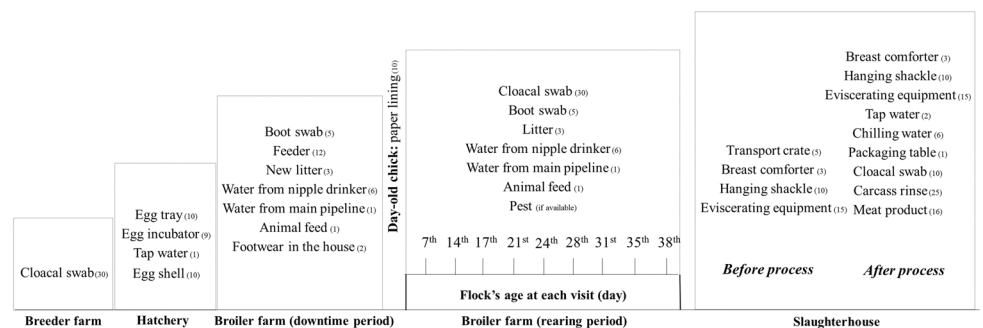 Cloacal swab(30)
Breeder farm
Egg tray (10)
Egg incubator (9)
Tap water (1)
Egg shell (10)
Hatchery
Boot swab (5)
Feeder (12)
New litter (3)
Water from nipple drinker (6)
Water from main pipeline (1)
Animal feed (1)
Footwear in the house (2)
Broiler farm (downtime period)
Day-old chick: paper lining (10)
Cloacal swab (30)
Boot swab (5)
Litter (3)
Water from nipple drinker (6)
Water from main pipeline (1)
Animal feed (1)
Pest (if available)
7th 14th 17th 21st 24th 28th 31st 35th 38th
Flock's age at each visit (day)
Broiler farm (rearing period)
Transport crate (5)
Breast comforter (3)
Hanging shackle (10)
Eviscerating equipment (15)
Before process
Breast comforter (3)
Hanging shackle (10)
Eviscerating equipment (15)
Tap water (2)
Chilling water (6)
Packaging table (1)
Cloacal swab (10)
Carcass rinse (25)
Meat product (16)
After process
Slaughterhouse